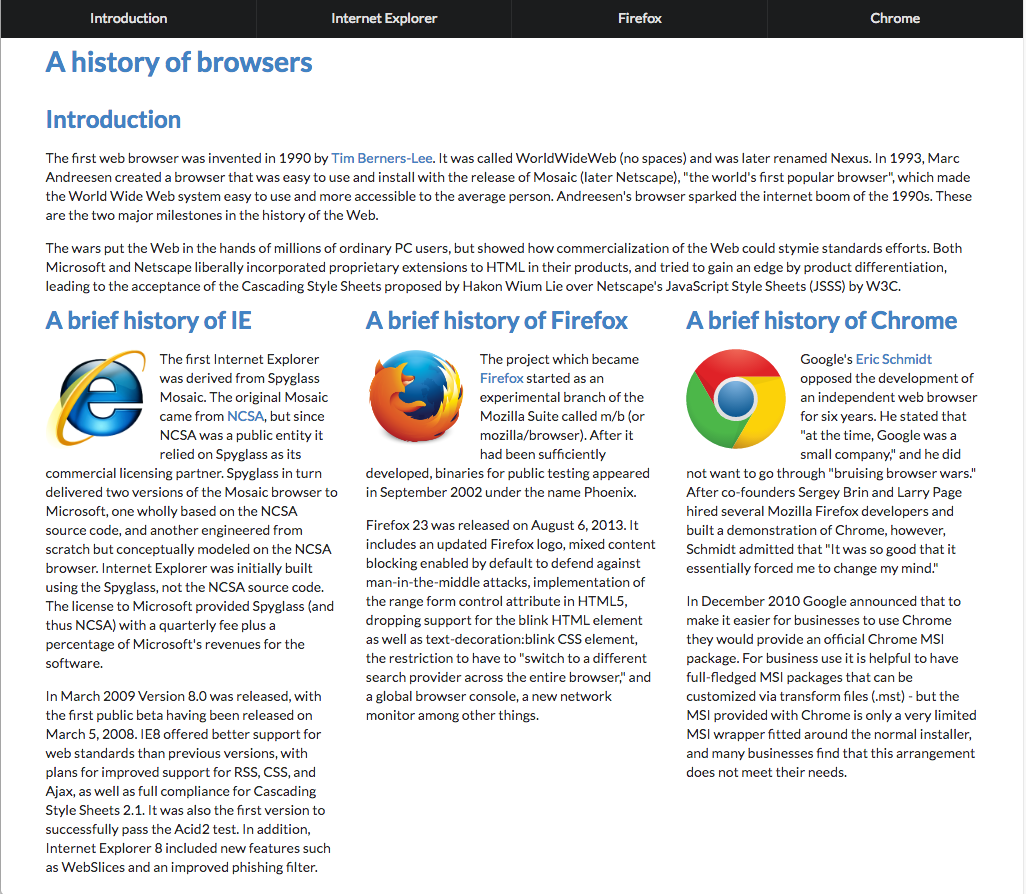 Introduction
Internet Explorer
Firefox
Chrome
A history of browsers
Introduction
The first web browser was invented in 1990 by Tim Berners-Lee. It was called WorldWideWeb (no spaces) and was later renamed Nexus. In 1993, Marc
Andreesen created a browser that was easy to use and install with the release of Mosaic (later Netscape), "the world's first popular browser", which made
the World Wide Web system easy to use and more accessible to the average person. Andreesen's browser sparked the internet boom of the 1990s. These
are the two major milestones in the history of the Web.
The wars put the Web in the hands of millions of ordinary PC users, but showed how commercialization of the Web could stymie standards efforts. Both
Microsoft and Netscape liberally incorporated proprietary extensions to HTML in their products, and tried to gain an edge by product differentiation,
leading to the acceptance of the Cascading Style Sheets proposed by Hakon Wium Lie over Netscape's JavaScript Style Sheets (JSSS) by W3C.
A brief history of IE
The first Internet Explorer
was derived from Spyglass
Mosaic. The original Mosaic
came from NCSA, but since
NCSA was a public entity it
relied on Spyglass as its
commercial licensing partner. Spyglass in turn
delivered two versions of the Mosaic browser to
Microsoft, one wholly based on the NCSA
source code, and another engineered from
scratch but conceptually modeled on the NCSA
browser. Internet Explorer was initially built
using the Spyglass, not the NCSA source code.
The license to Microsoft provided Spyglass (and
thus NCSA) with a quarterly fee plus a
percentage of Microsoft's revenues for the
software.
In March 2009 Version 8.0 was released, with
the first public beta having been released on
March 5, 2008. IE8 offered better support for
web standards than previous versions, with
plans for improved support for RSS, CSS, and
Ajax, as well as full compliance for Cascading
Style Sheets 2.1. It was also the first version to
successfully pass the Acid2 test. In addition,
Internet Explorer 8 included new features such
as WebSlices and an improved phishing filter.
A brief history of Firefox
The project which became
Firefox started as an
experimental branch of the
Mozilla Suite called m/b (or
mozilla/browser). After it
had been sufficiently
developed, binaries for public testing appeared
in September 2002 under the name Phoenix.
Firefox 23 was released on August 6, 2013. It
includes an updated Firefox logo, mixed content
blocking enabled by default to defend against
man-in-the-middle attacks, implementation of
the range form control attribute in HTML5,
dropping support for the blink HTML element
as well as text-decoration:blink CSS element,
the restriction to have to "switch to a different
search provider across the entire browser," and
a global browser console, a new network
monitor among other things.
A brief history of Chrome
Google's Eric Schmidt
opposed the development of
an independent web browser
for six years. He stated that
"at the time, Google was a
small company," and he did
not want to go through "bruising browser wars."
After co-founders Sergey Brin and Larry Page
hired several Mozilla Firefox developers and
built a demonstration of Chrome, however,
Schmidt admitted that "It was so good that it
essentially forced me to change my mind."
In December 2010 Google announced that to
make it easier for businesses to use Chrome
they would provide an official Chrome MSI
package. For business use it is helpful to have
full-fledged MSI packages that can be
customized via transform files (.mst) - but the
MSI provided with Chrome is only a very limited
MSI wrapper fitted around the normal installer,
and many businesses find that this arrangement
does not meet their needs.